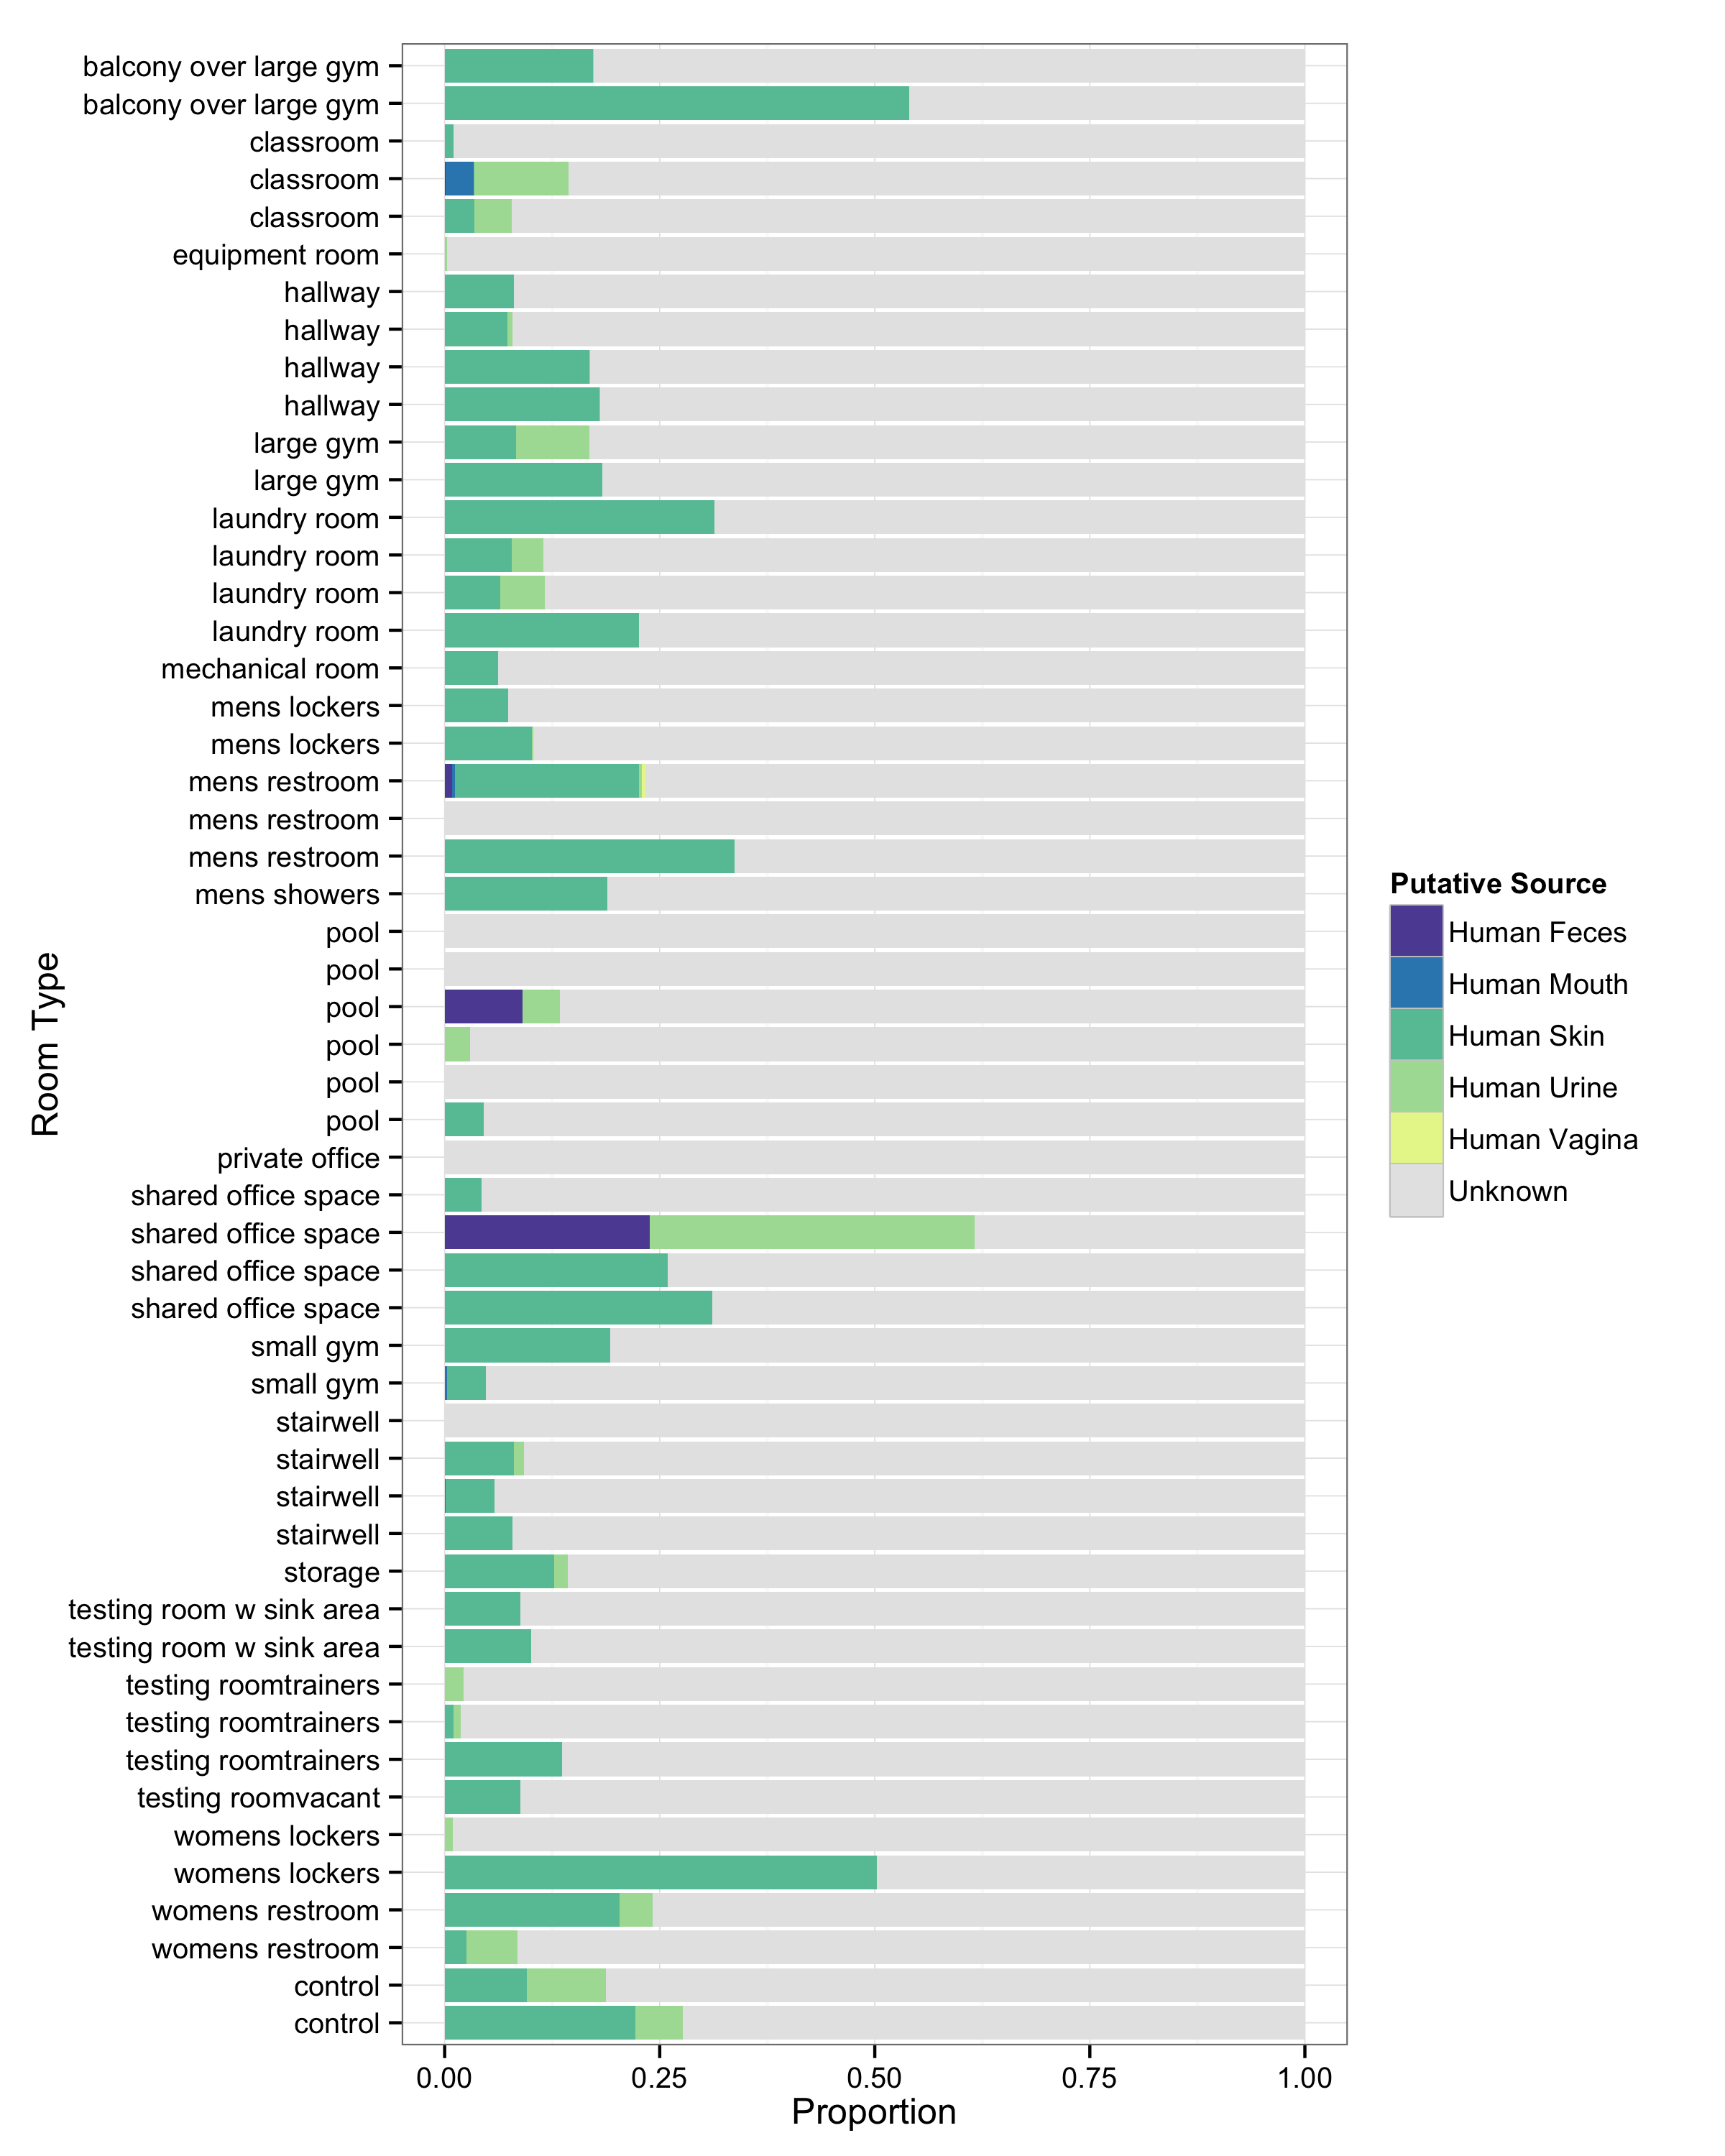 balcony over large gym
balcony over large gym
classroom
classroom
classroom
equipment room
hallway
hallway
hallway
hallway
large gym
large gym
laundry room
laundry room
laundry room
laundry room
mechanical room
mens lockers
mens lockers
mens restroom
mens restroom
mens restroom
mens showers
pool
pool
pool
pool
pool
pool
private office
shared office space
shared office space
shared office space
shared office space
small gym
small gym
stairwell
stairwell
stairwell
stairwell
storage
testing room w sink area
testing room w sink area
testing roomtrainers
testing roomtrainers
testing roomtrainers
testing roomvacant
womens lockers
womens lockers
womens restroom
womens restroom
control
control
Room Type
0.00 0.25 0.50 0.75 1.00
Proportion
Putative Source
Human Feces
Human Mouth
Human Skin
Human Urine
Human Vagina
Unknown